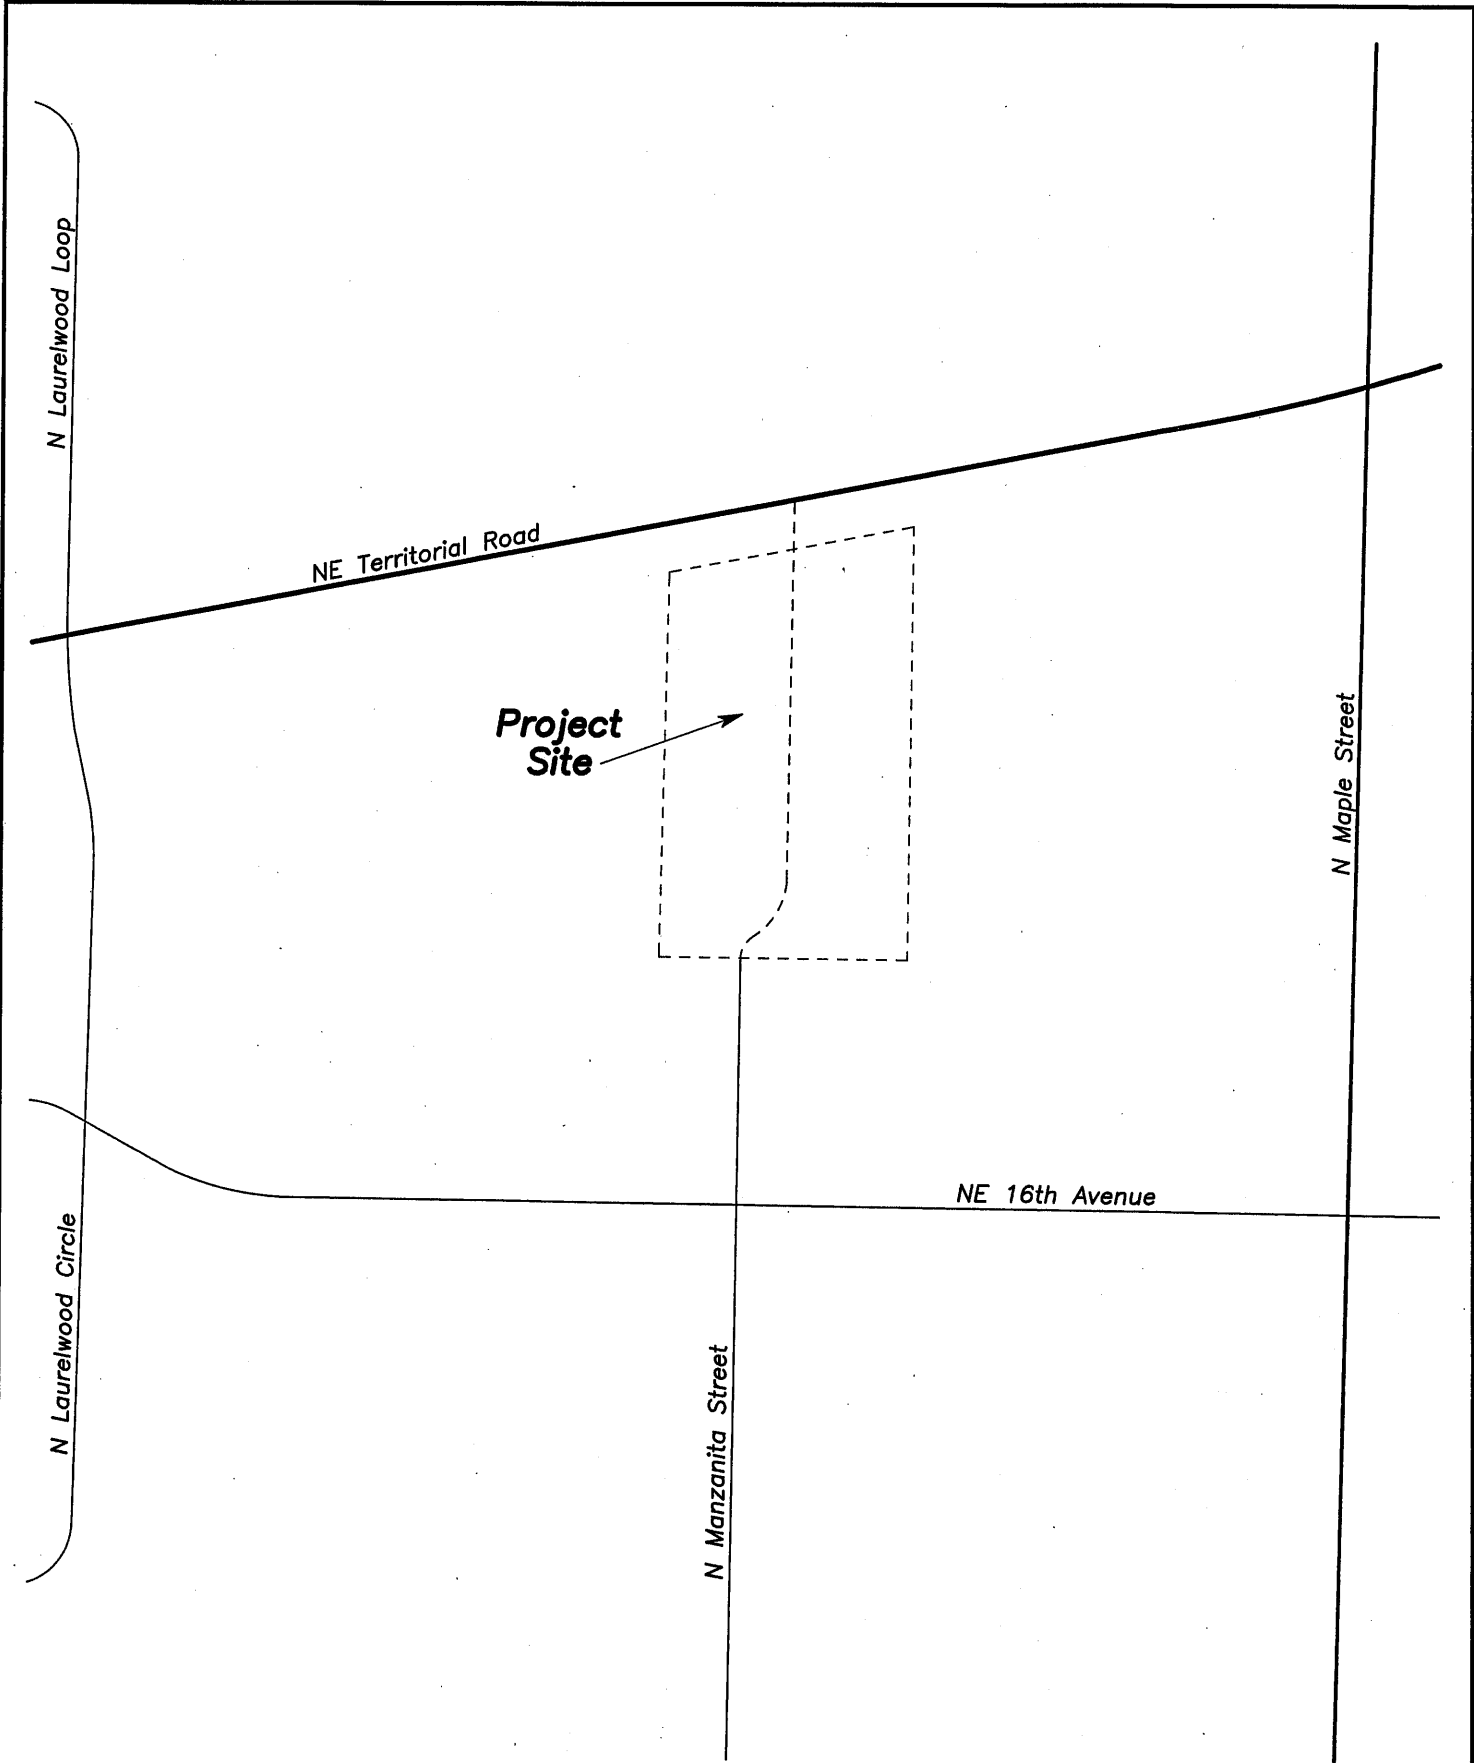 N Laurelwood Loop
NE Territorial Road
Project
Site
N Maple Street
NE 16th Avenue
N Laurelwood Circle
N Manzanita Street